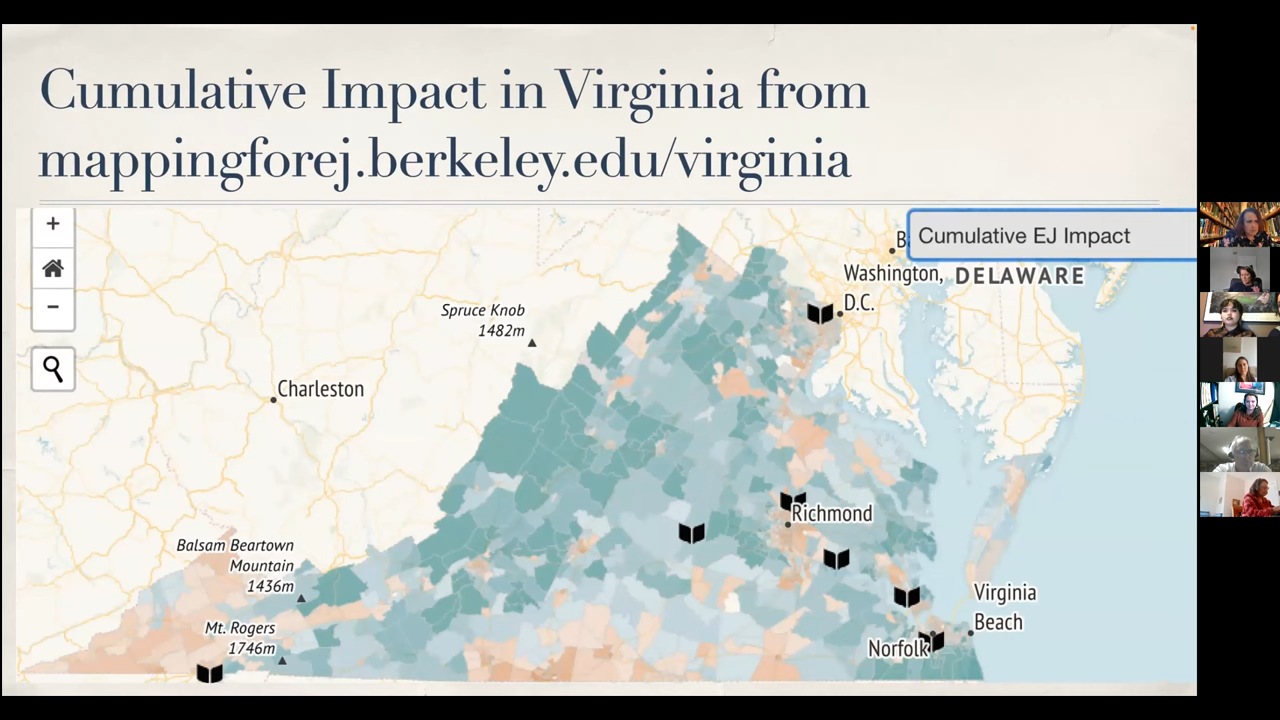 Cumulative Impact in Virginia from
mappingforej.berkeley.edu/virginia
+
−
Cumulative EJ Impact
B
Washington,
D.C.
DELAWARE
Spruce Knob
1482m
Charleston
Richmond
Balsam Beartown
Mountain
1436m
Virginia
Beach
Mt. Rogers
1746m
Norfolk